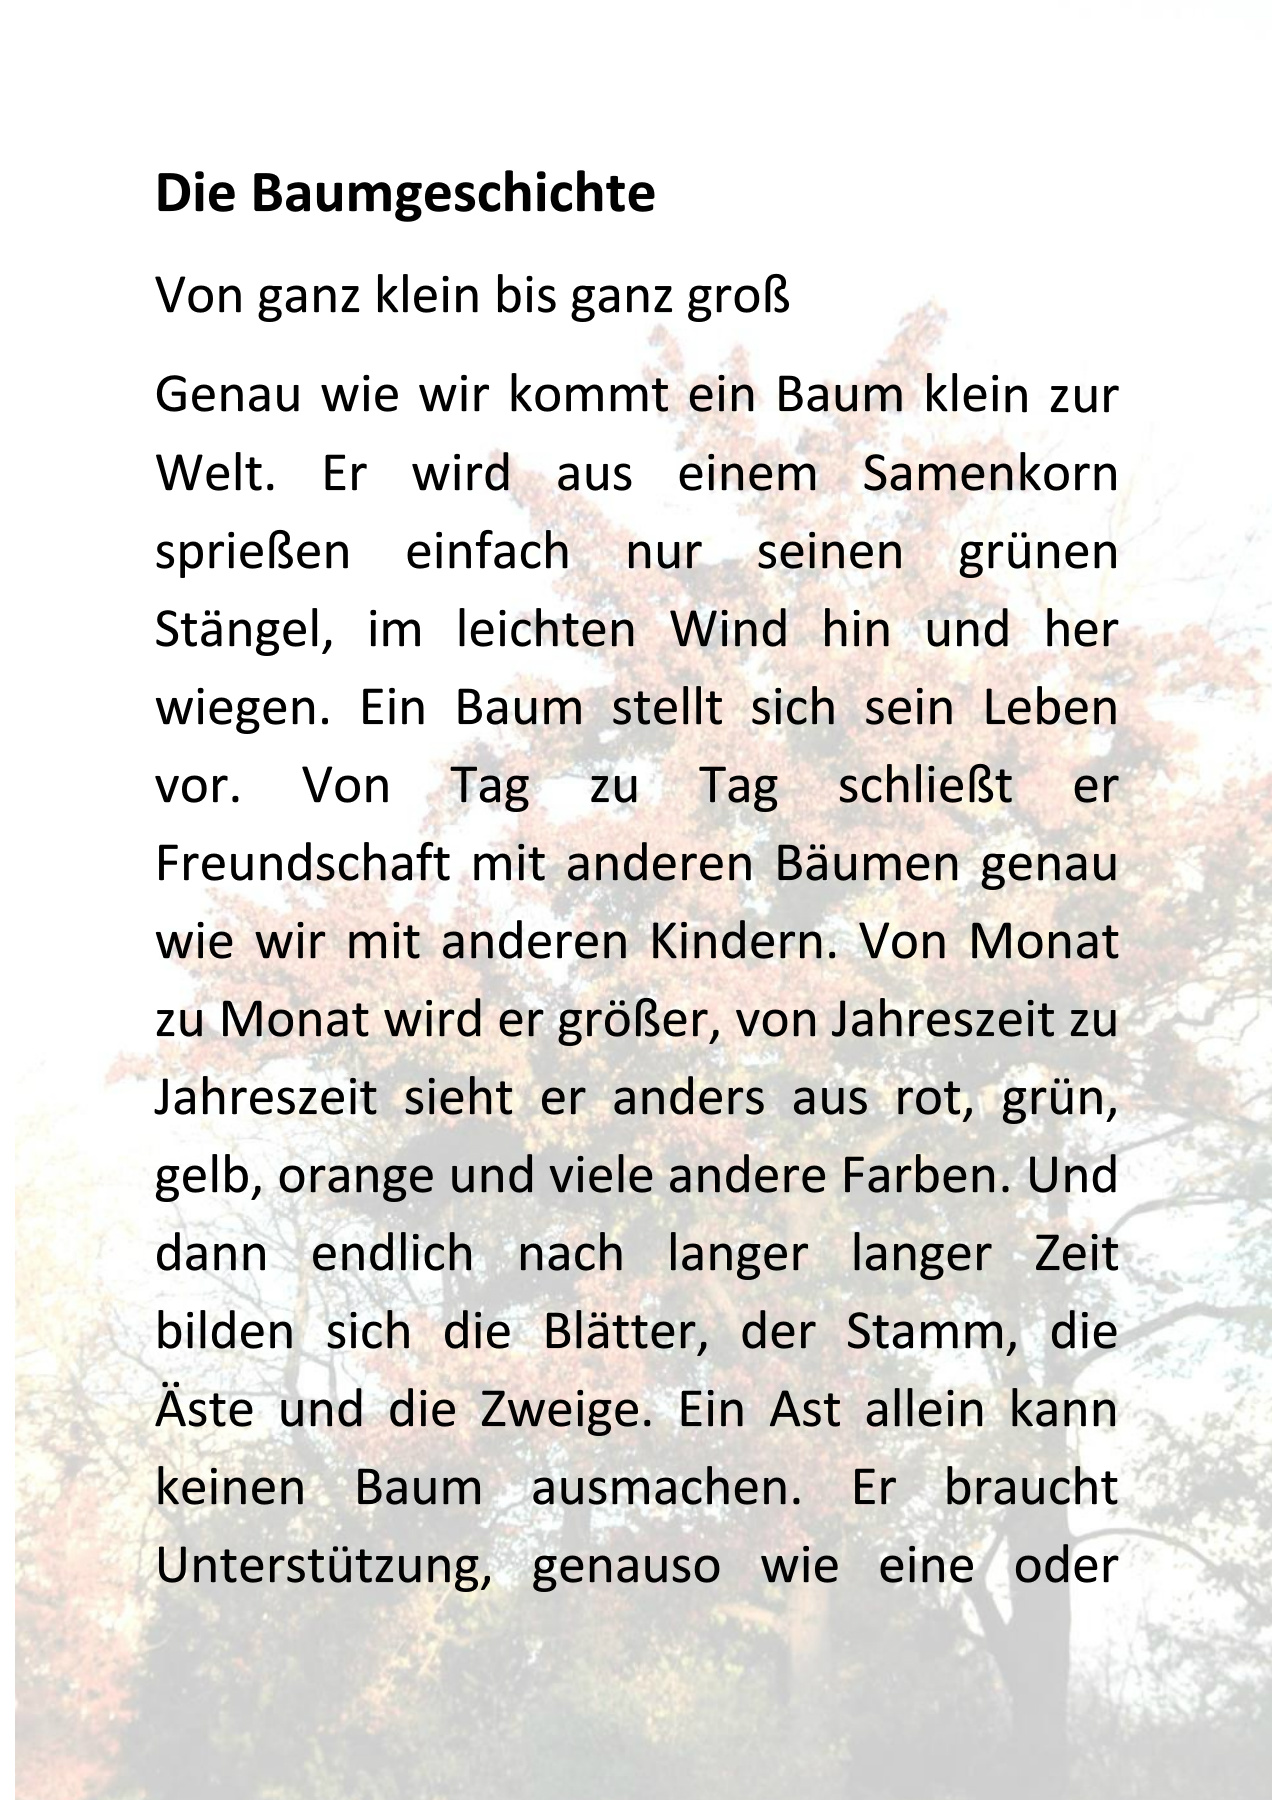 Die Baumgeschichte
Von ganz klein bis ganz groß
Genau wie wir kommt ein Baum klein zur
Welt. Er wird aus einem Samenkorn
sprießen einfach nur seinen grünen
Stängel, im leichten Wind hin und her
wiegen. Ein Baum stellt sich sein Leben
vor. Von Tag zu Tag schließt er
Freundschaft mit anderen Bäumen genau
wie wir mit anderen Kindern. Von Monat
zu Monat wird er größer, von Jahreszeit zu
Jahreszeit sieht er anders aus rot, grün,
gelb, orange und viele andere Farben. Und
dann endlich nach langer langer Zeit
bilden sich die Blätter, der Stamm, die
Äste und die Zweige. Ein Ast allein kann
keinen Baum ausmachen. Er braucht
Unterstützung, genauso wie eine oder